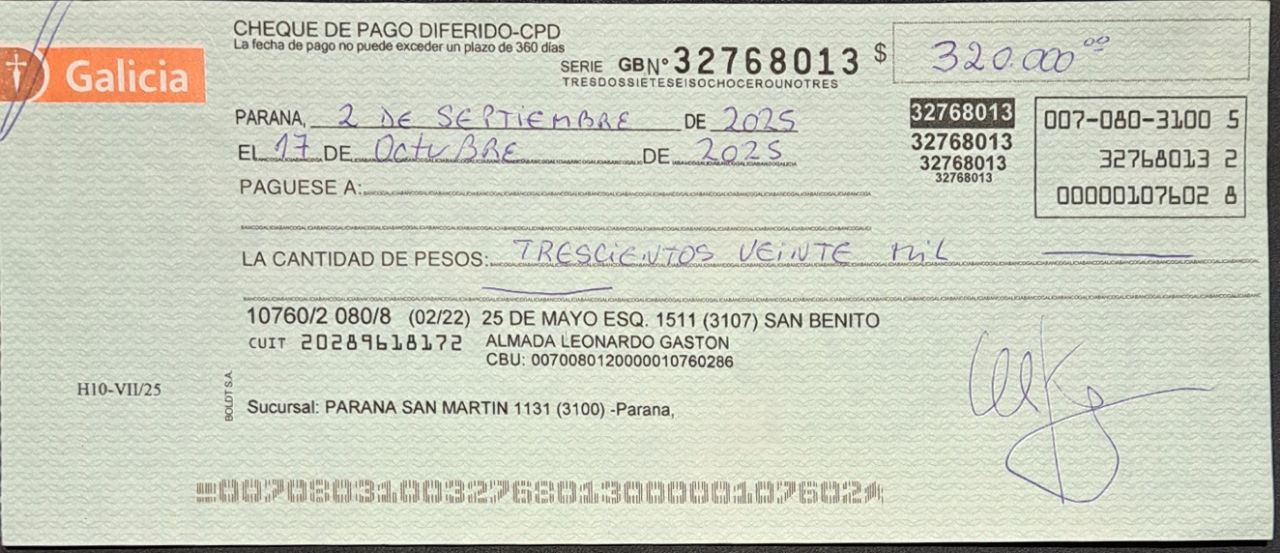 CHEQUE DE PAGO DIFERIDO-CPD
La fecha de pago no puede exceder un plazo de 360 días
Galicia
SERIE GB Nº 32768013 $ 320.000 00
TRESDOSSIETESEISOCHOCEROUNOTRES
PARANA, 2 DE SEPTIEMBRE DE 2025
EL 17 DE OCTUBRE DE 2025
PAGUESE A:
32768013
32768013
32768013
32768013
007-080-3100 5
32768013 2
00000107602 8
LA CANTIDAD DE PESOS: TRESCIENTOS VEINTE MIL
10760/2 080/8 (02/22) 25 DE MAYO ESQ. 1511 (3107) SAN BENITO
CUIT 20289618172 ALMADA LEONARDO GASTON
CBU: 0070080120000010760286
H10-VII/25
BOLDT S.A.
Sucursal: PARANA SAN MARTIN 1131 (3100) -Parana,
00708031003276801300000107602